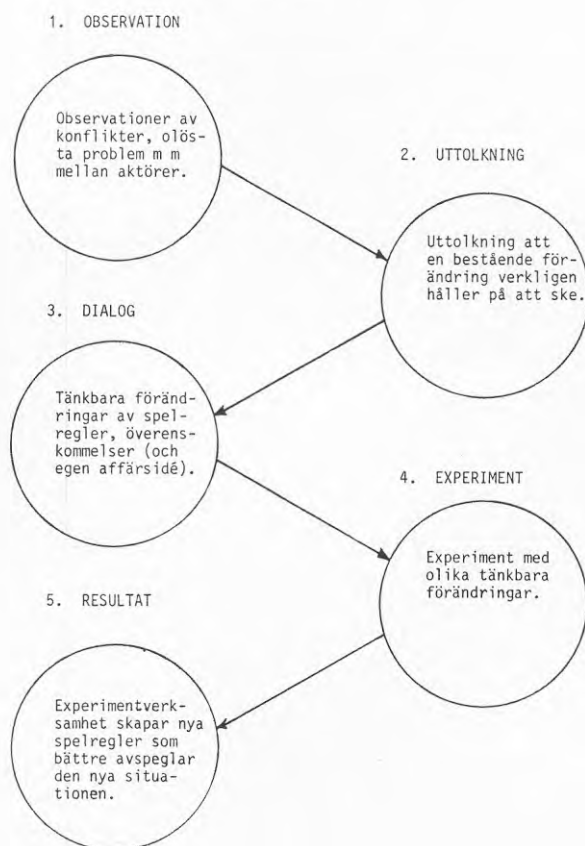 1. OBSERVATION
Observationer av
konflikter, olös-
ta problem m m
mellan aktörer.
2. UTTOLKNING
Uttolkning att
en bestående för-
ändring verkligen
håller på att ske.
3. DIALOG
Tänkbara föränd-
ringar av spel-
regler, överens-
kommelser (och
egen affärsidé).
4. EXPERIMENT
Experiment med
olika tänkbara
förändringar.
5. RESULTAT
Experimentverk-
samhet skapar nya
spelregler som
bättre avspeglar
den nya situa-
tionen.